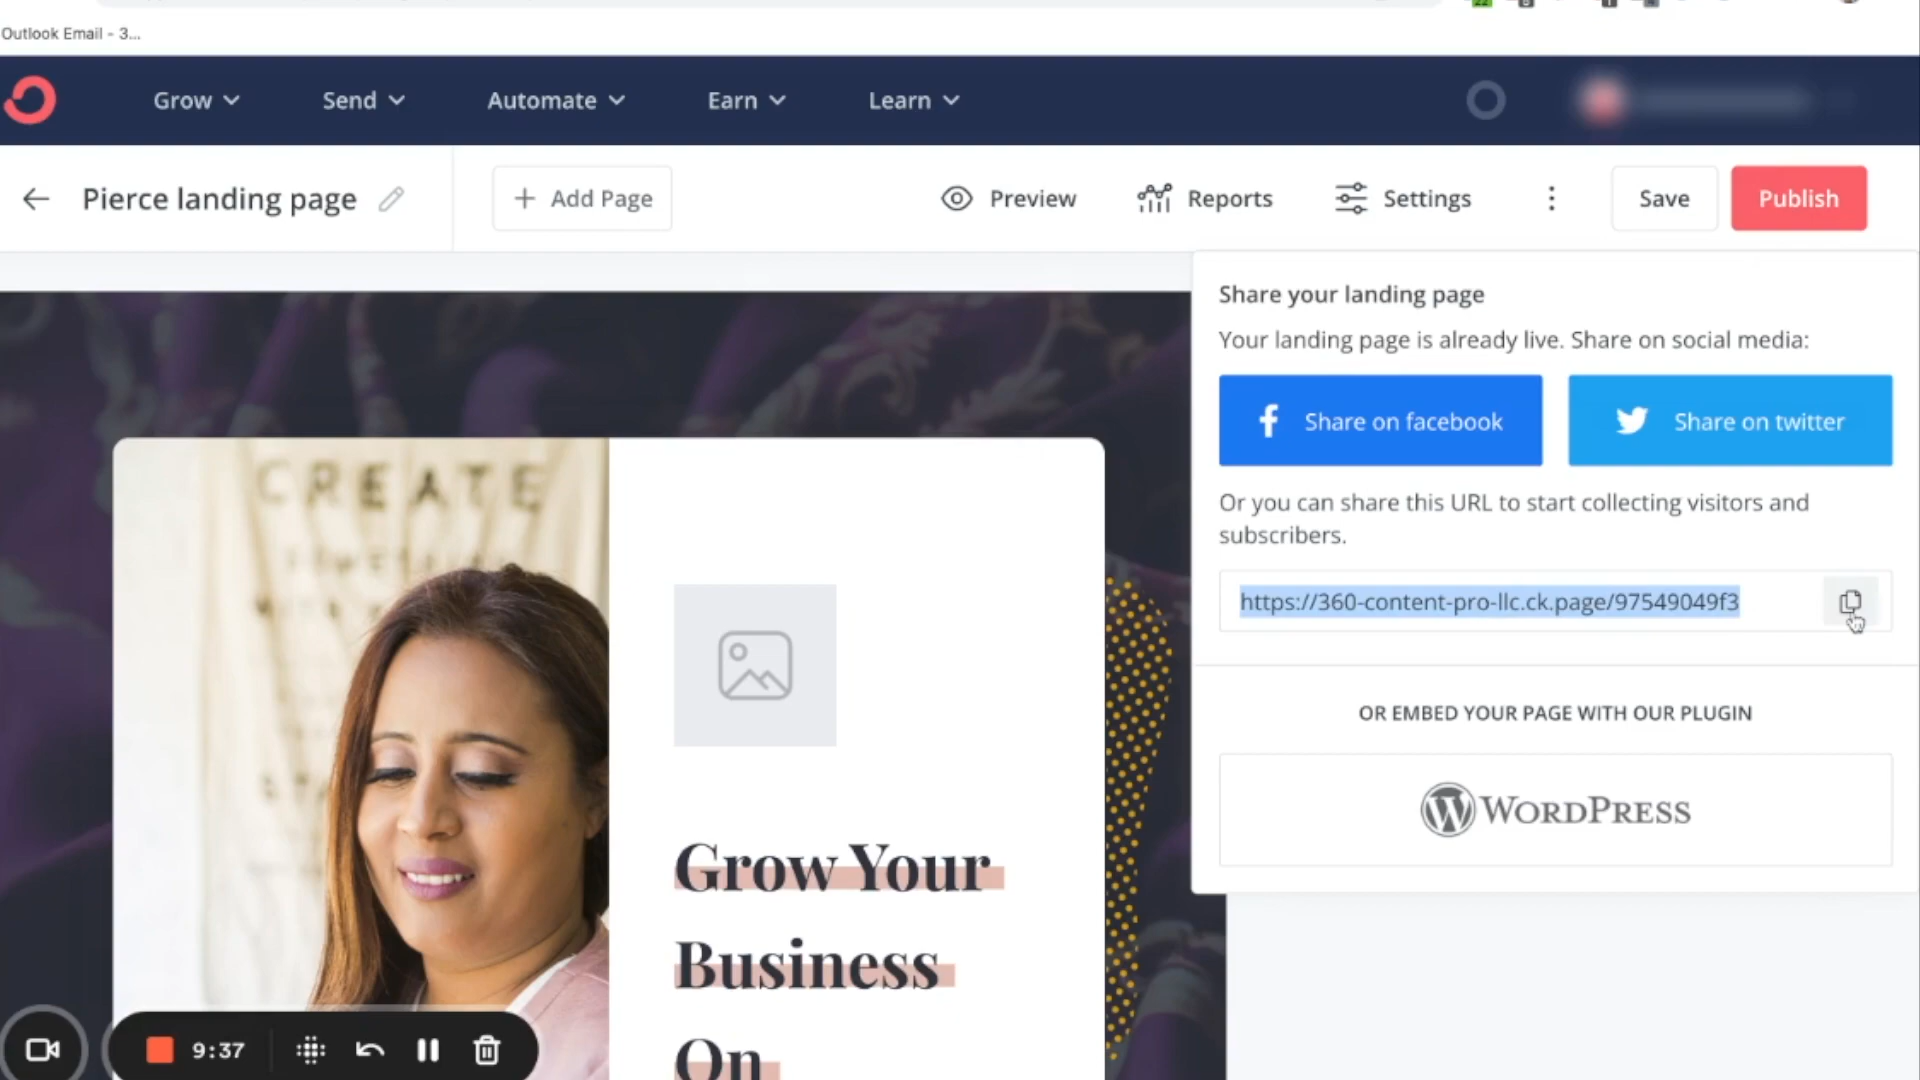 Outlook Email - 3...
Grow
Send
Automate
Earn
Learn
Pierce landing page
Add Page
Preview
Reports
Settings
Save
Publish
Share your landing page
Your landing page is already live. Share on social media:
Share on facebook
Share on twitter
Or you can share this URL to start collecting visitors and
subscribers.
https://360-content-pro-llc.ck.page/97549049f3
OR EMBED YOUR PAGE WITH OUR PLUGIN
WORDPRESS
CREATE
Grow Your
Business
On
9:37